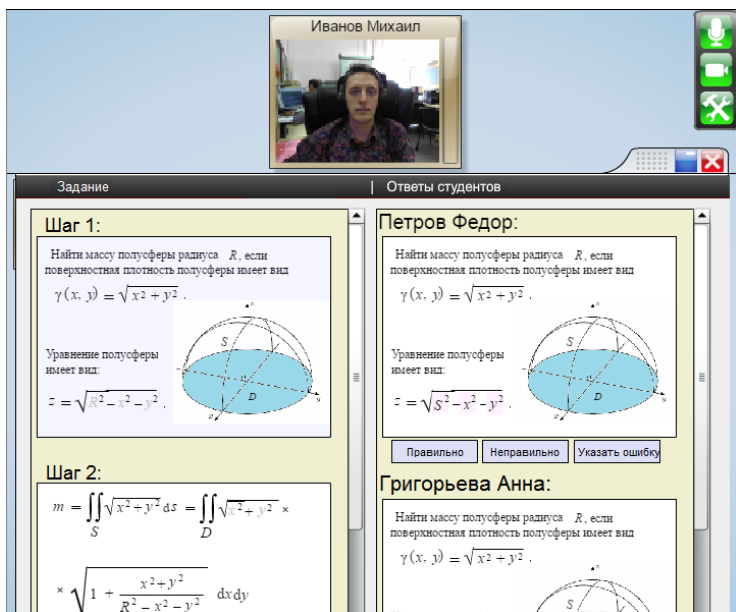 Иванов Михаил
Задание
| Ответы студентов
Шаг 1:
Найти массу полусферы радиуса R, если
поверхностная плотность полусферы имеет вид
γ(x, y) = √(x² + y²) .
Уравнение полусферы
имеет вид:
z = √(R² − x² − y²) .
S
D
Шаг 2:
m = ∬ √(x² + y²) ds = ∬ √(x² + y²) ×
S D
× √(1 + (x² + y²)/(R² − x² − y²)) dxdy
Петров Федор:
Найти массу полусферы радиуса R, если
поверхностная плотность полусферы имеет вид
γ(x, y) = √(x² + y²) .
Уравнение полусферы
имеет вид:
z = √(S² − x² − y²) .
S
D
Правильно Неправильно Указать ошибку
Григорьева Анна:
Найти массу полусферы радиуса R, если
поверхностная плотность полусферы имеет вид
γ(x, y) = √(x² + y²) .
S